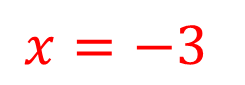 x = −3